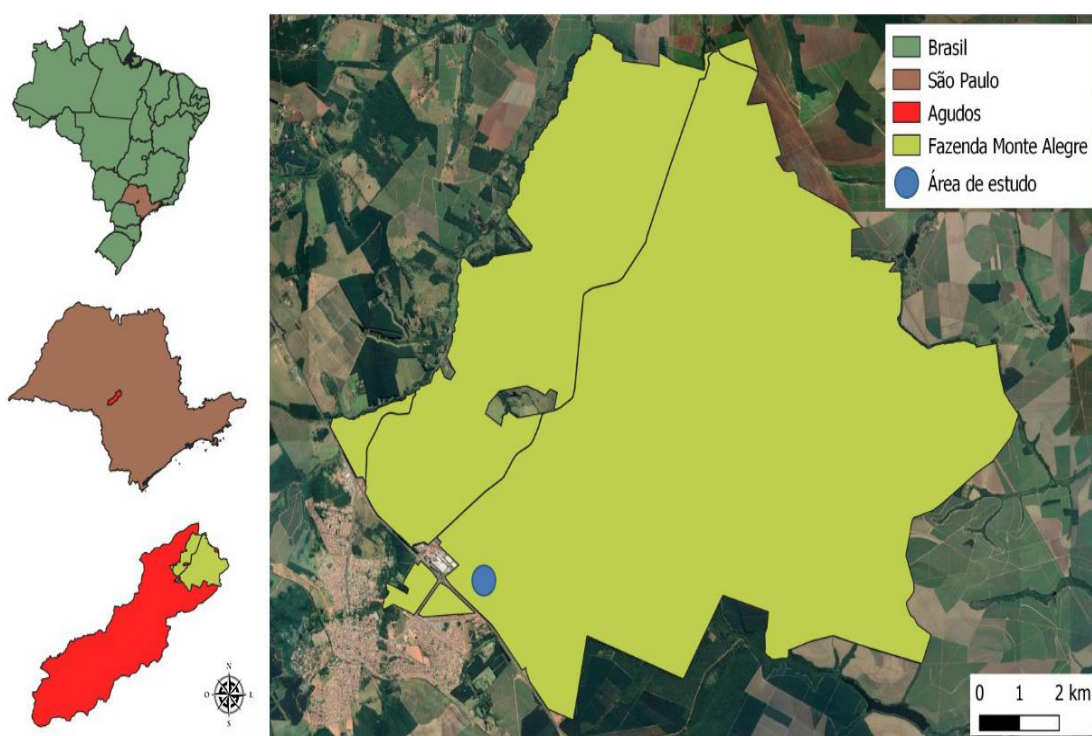 Brasil
São Paulo
Agudos
Fazenda Monte Alegre
Área de estudo
N
O L
S
0 1 2 km